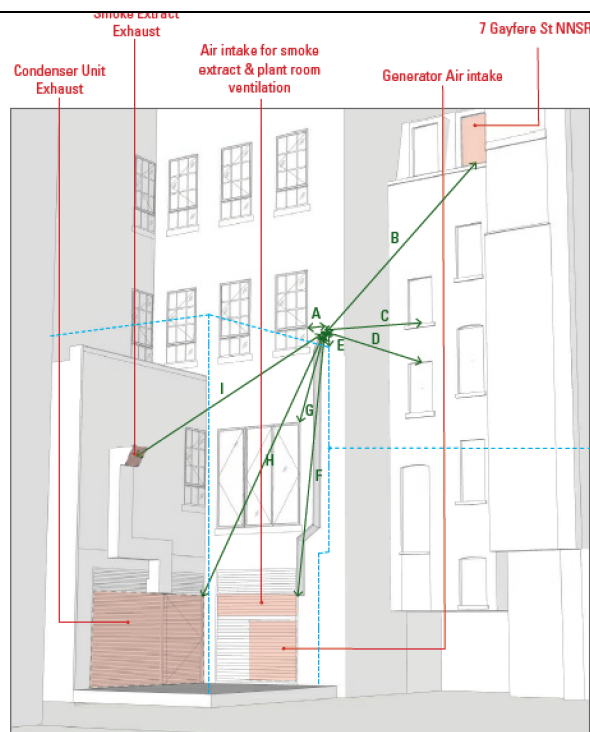 Smoke Extract
Exhaust
Condenser Unit
Exhaust
Air intake for smoke
extract & plant room
ventilation
Generator Air intake
7 Gayfere St NNSR
B
A
C
E
D
I
G
H
F